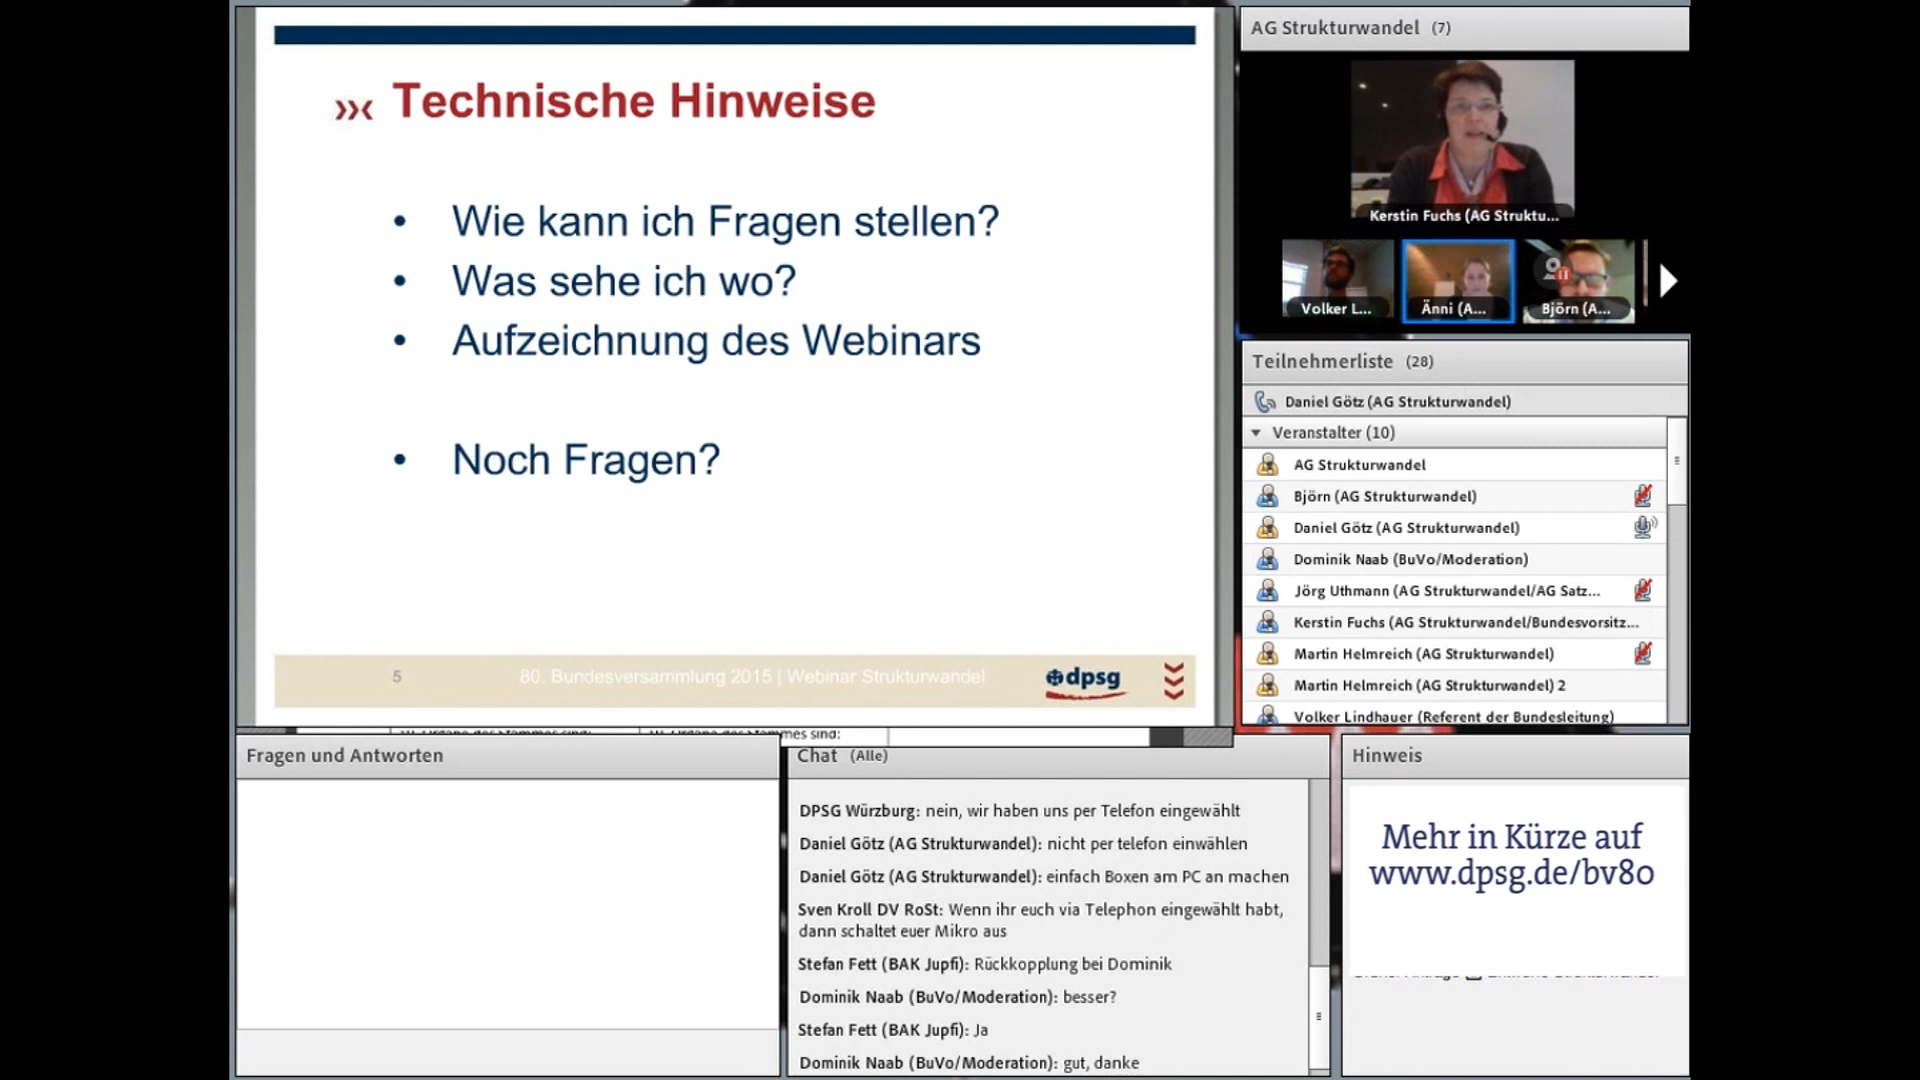 Technische Hinweise
• Wie kann ich Fragen stellen?
• Was sehe ich wo?
• Aufzeichnung des Webinars
• Noch Fragen?
5
80. Bundesversammlung 2015 | Webinar Strukturwandel
dpsg
AG Strukturwandel (7)
Kerstin Fuchs (AG Struktu...
Volker L...
Änni (A...
Björn (A...
Teilnehmerliste (28)
Daniel Götz (AG Strukturwandel)
Veranstalter (10)
AG Strukturwandel
Björn (AG Strukturwandel)
Daniel Götz (AG Strukturwandel)
Dominik Naab (BuVo/Moderation)
Jörg Uthmann (AG Strukturwandel/AG Satz...
Kerstin Fuchs (AG Strukturwandel/Bundesvorsitz...
Martin Helmreich (AG Strukturwandel)
Martin Helmreich (AG Strukturwandel) 2
Volker Lindhauer (Referent der Bundesleitung)
Fragen und Antworten
Chat (Alle)
DPSG Würzburg: nein, wir haben uns per Telefon eingewählt
Daniel Götz (AG Strukturwandel): nicht per telefon einwählen
Daniel Götz (AG Strukturwandel): einfach Boxen am PC an machen
Sven Kroll DV RoSt: Wenn ihr euch via Telephon eingewählt habt,
dann schaltet euer Mikro aus
Stefan Fett (BAK Jupfi): Rückkopplung bei Dominik
Dominik Naab (BuVo/Moderation): besser?
Stefan Fett (BAK Jupfi): Ja
Dominik Naab (BuVo/Moderation): gut, danke
Hinweis
Mehr in Kürze auf
www.dpsg.de/bv80